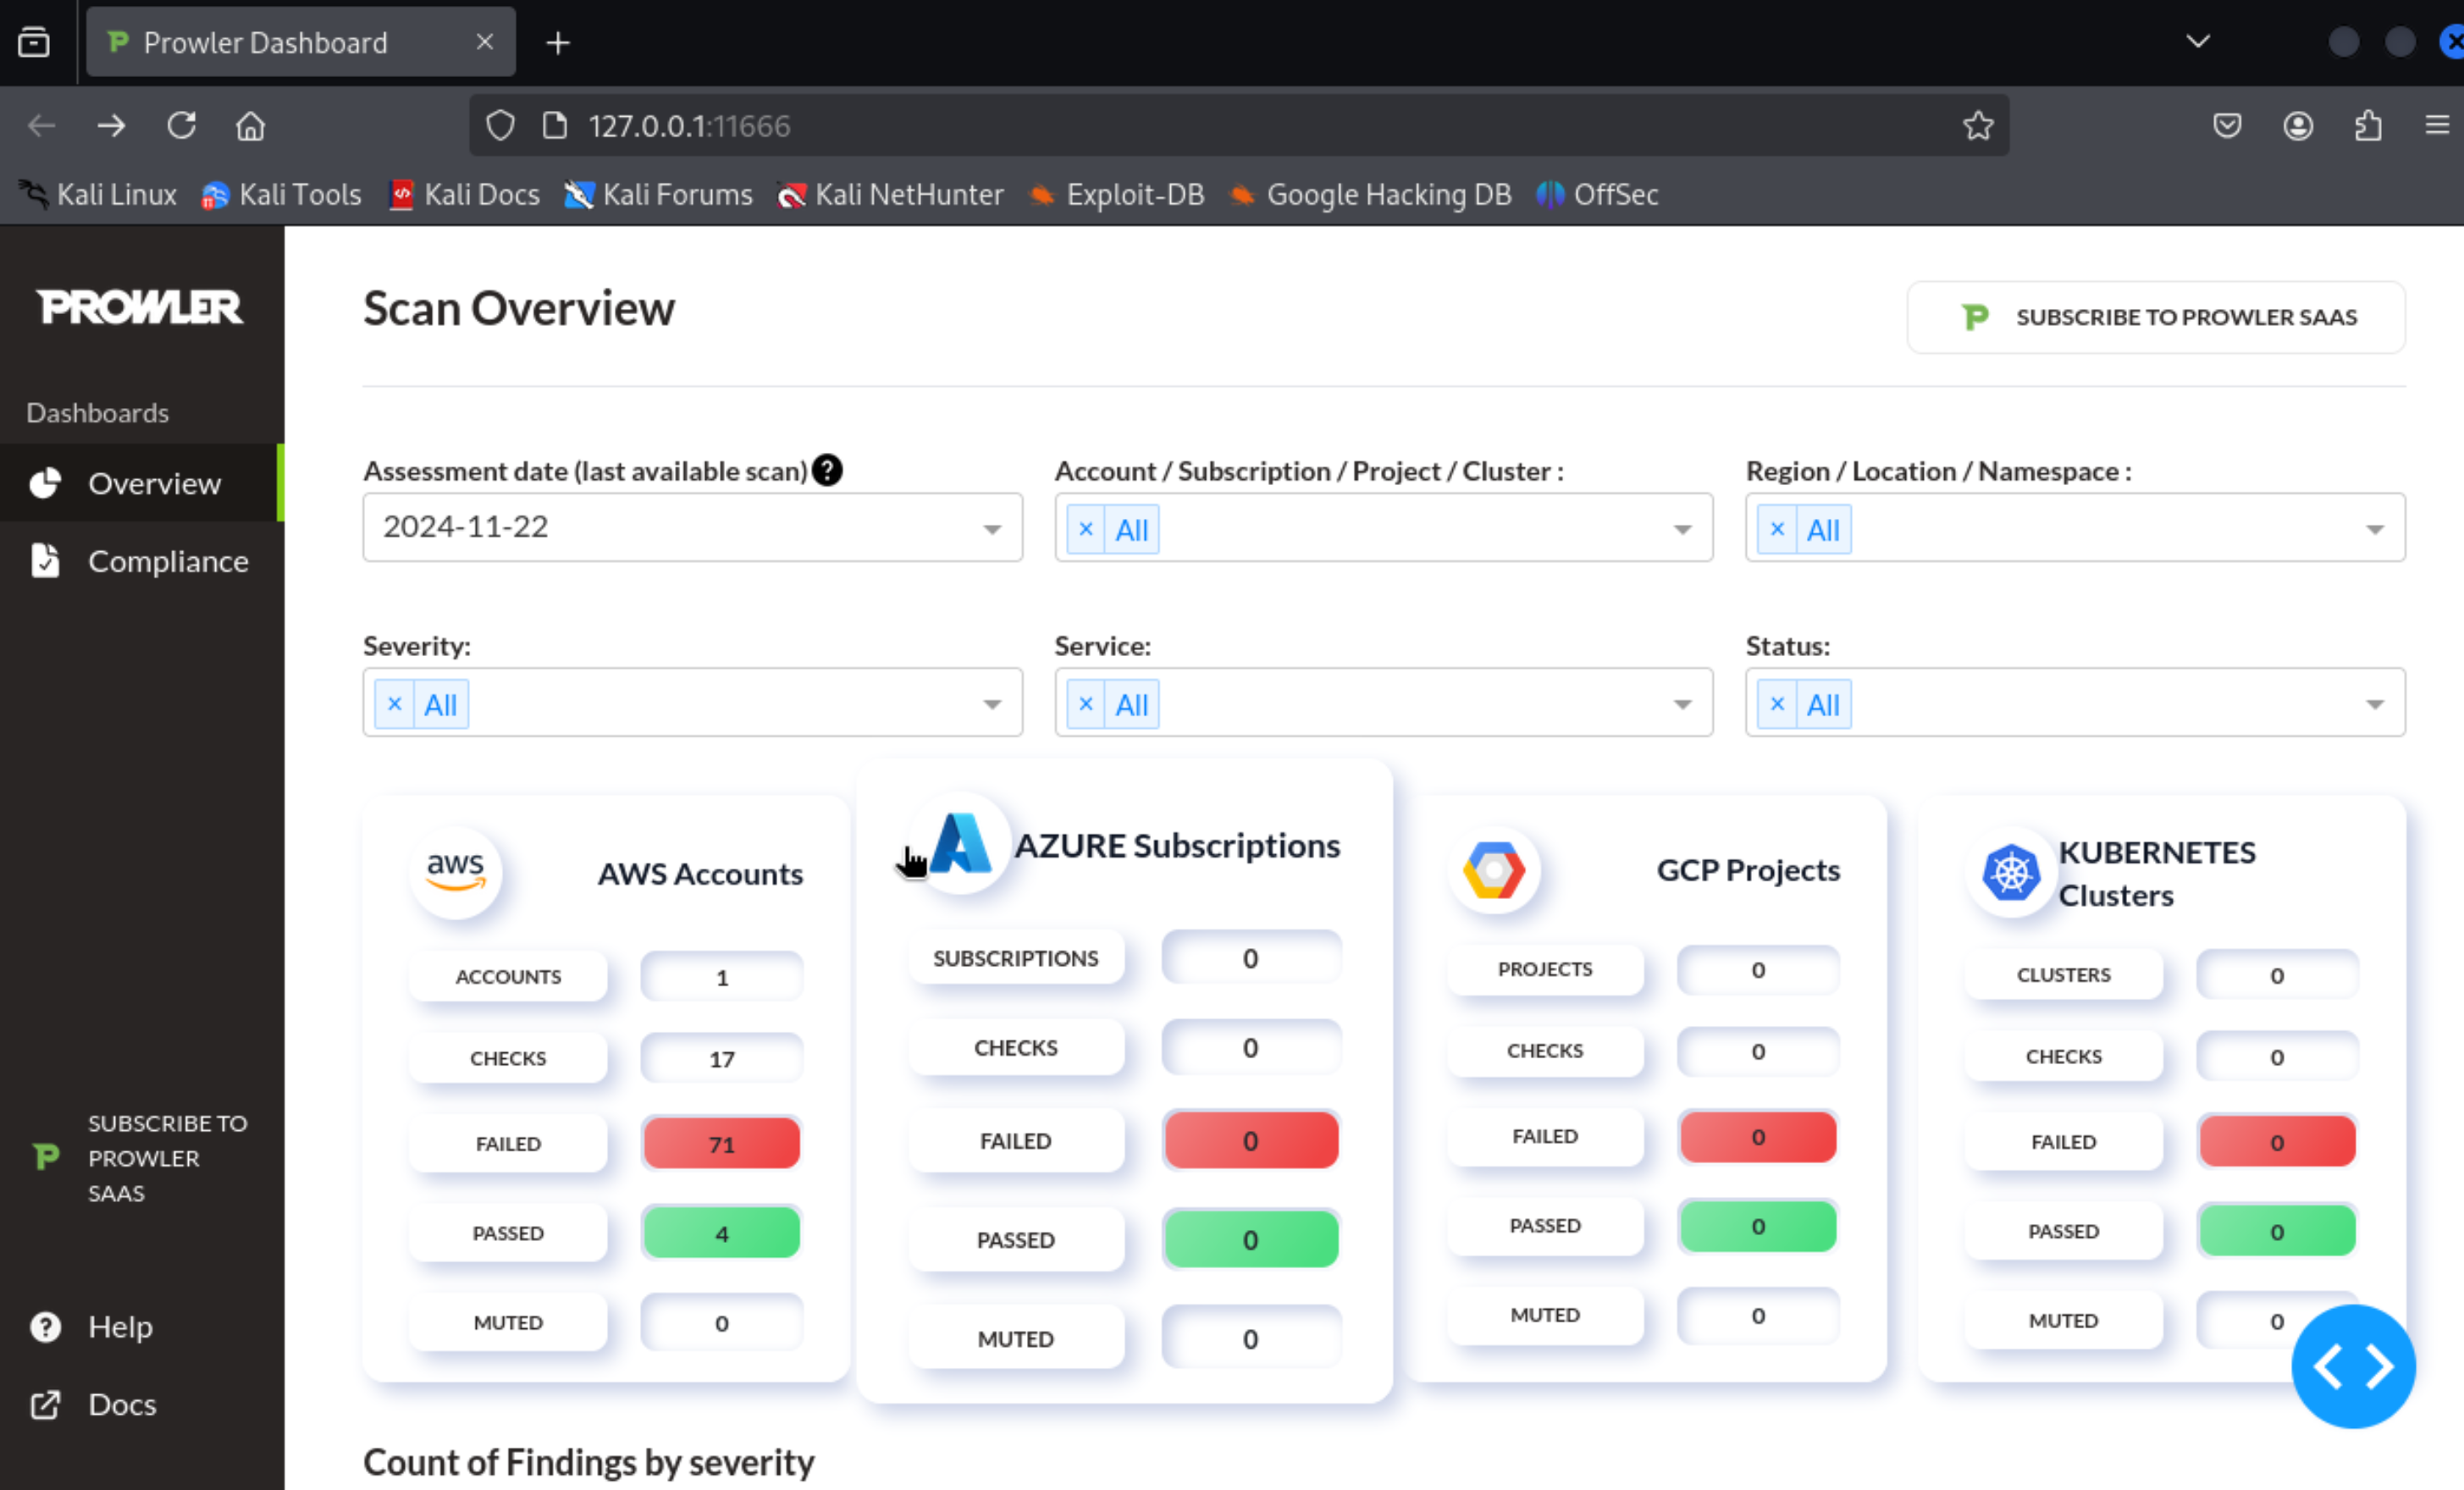 Prowler Dashboard
127.0.0.1:11666
Kali Linux Kali Tools Kali Docs Kali Forums Kali NetHunter Exploit-DB Google Hacking DB OffSec
PROWLER
Dashboards
Overview
Compliance
SUBSCRIBE TO
PROWLER
SAAS
Help
Docs
Scan Overview
SUBSCRIBE TO PROWLER SAAS
Assessment date (last available scan) ?
2024-11-22
Account / Subscription / Project / Cluster :
× All
Region / Location / Namespace :
× All
Severity:
× All
Service:
× All
Status:
× All
aws
AWS Accounts
ACCOUNTS 1
CHECKS 17
FAILED 71
PASSED 4
MUTED 0
AZURE Subscriptions
SUBSCRIPTIONS 0
CHECKS 0
FAILED 0
PASSED 0
MUTED 0
GCP Projects
PROJECTS 0
CHECKS 0
FAILED 0
PASSED 0
MUTED 0
KUBERNETES
Clusters
CLUSTERS 0
CHECKS 0
FAILED 0
PASSED 0
MUTED 0
Count of Findings by severity